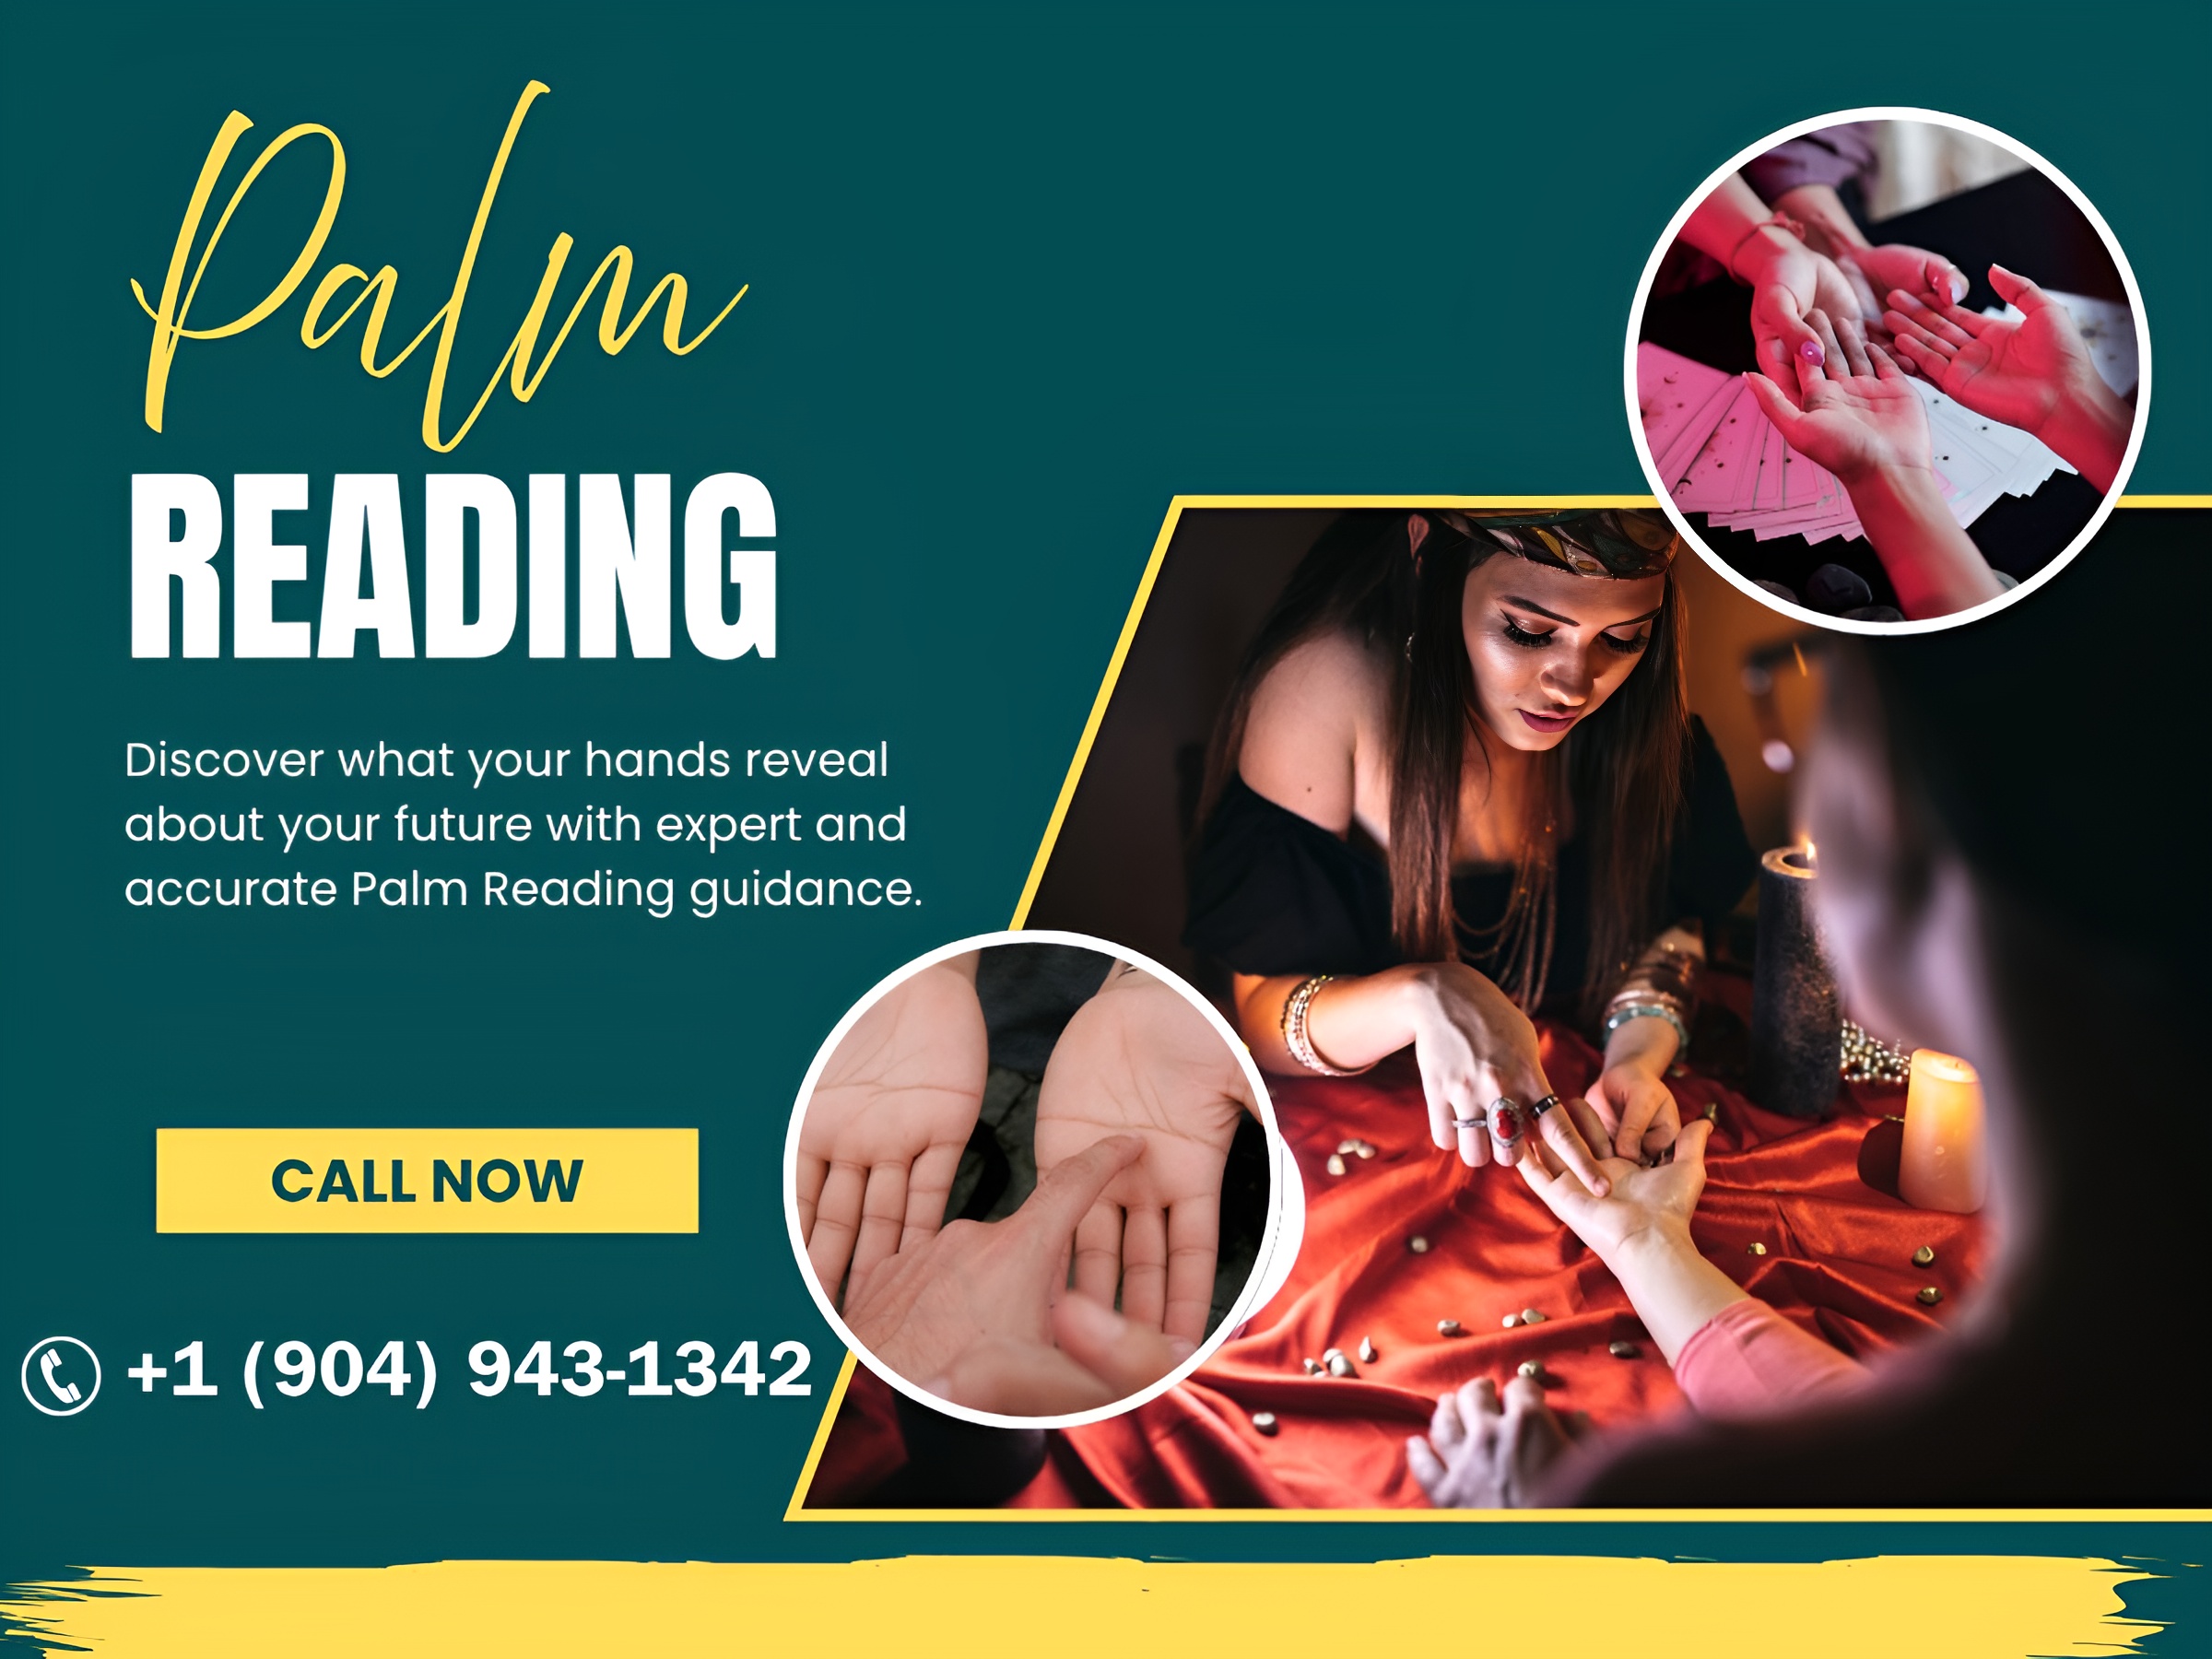 Palm
READING
Discover what your hands reveal
about your future with expert and
accurate Palm Reading guidance.
CALL NOW
+1 (904) 943-1342